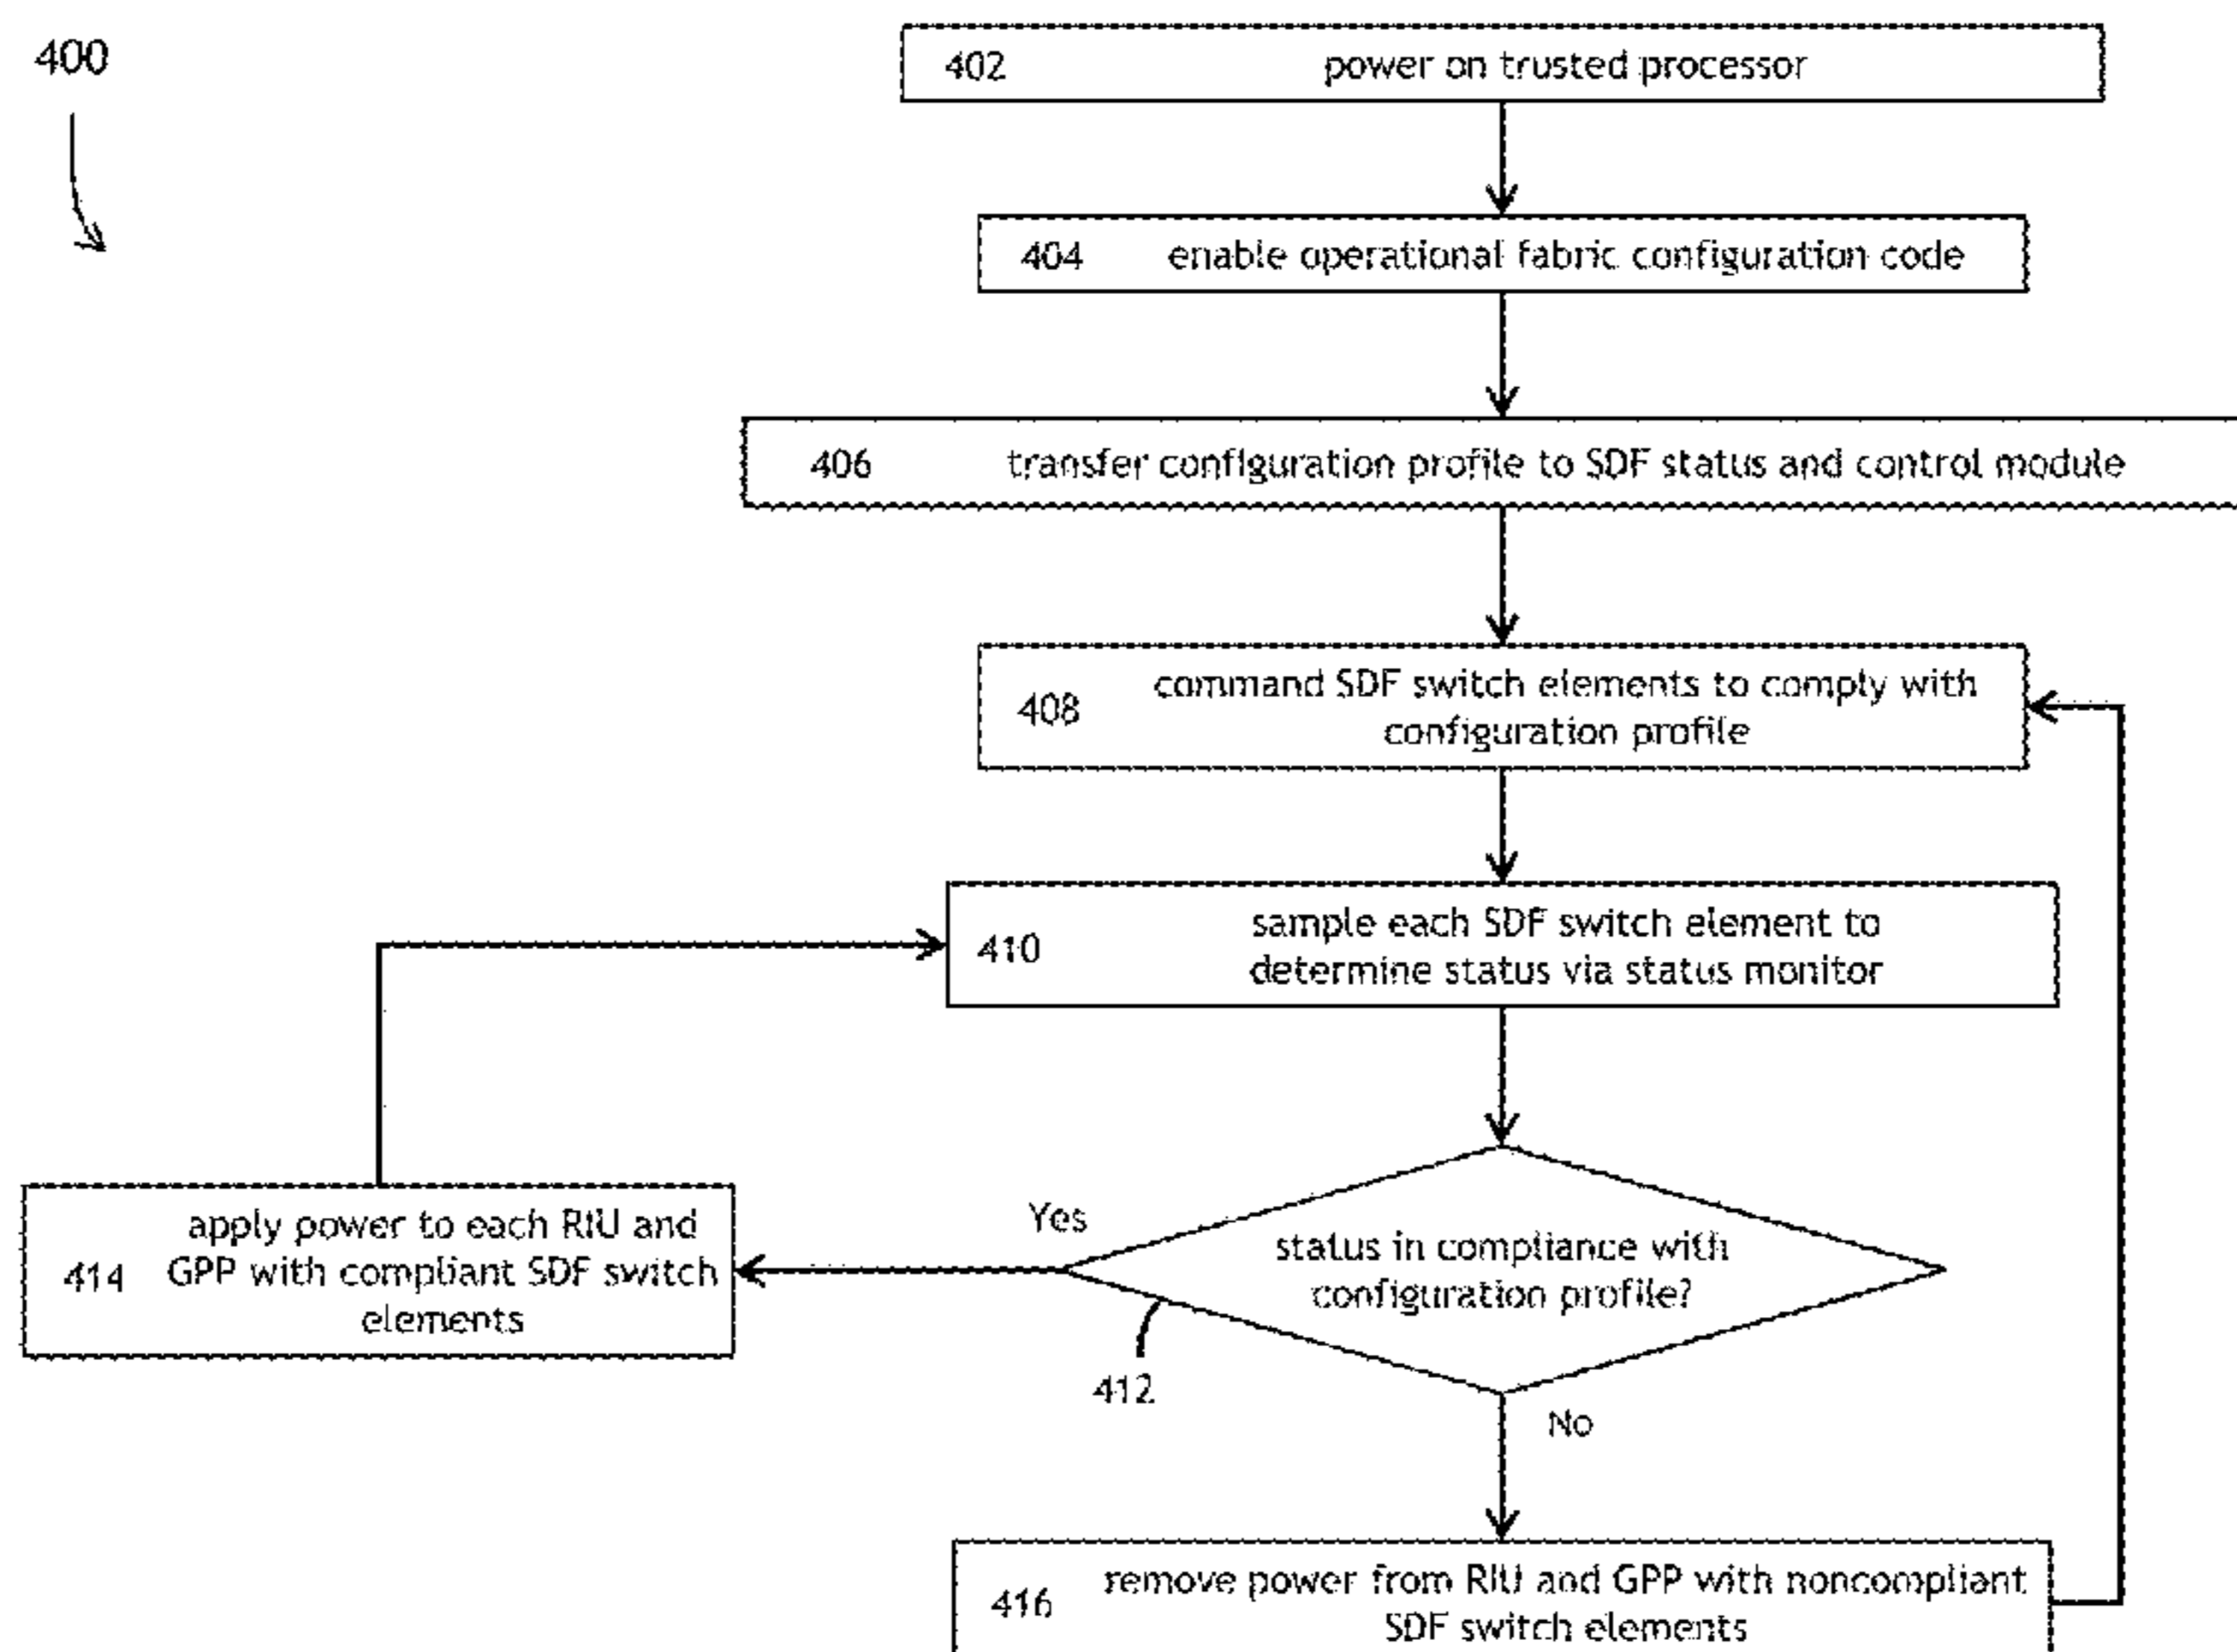 400
402 power on trusted processor
404 enable operational fabric configuration code
406 transfer configuration profile to SDF status and control module
408 command SDF switch elements to comply with
configuration profile
410 sample each SDF switch element to
determine status via status monitor
Yes
status in compliance with
configuration profile?
412
No
414 apply power to each RIU and
GPP with compliant SDF switch
elements
416 remove power from RIU and GPP with noncompliant
SDF switch elements